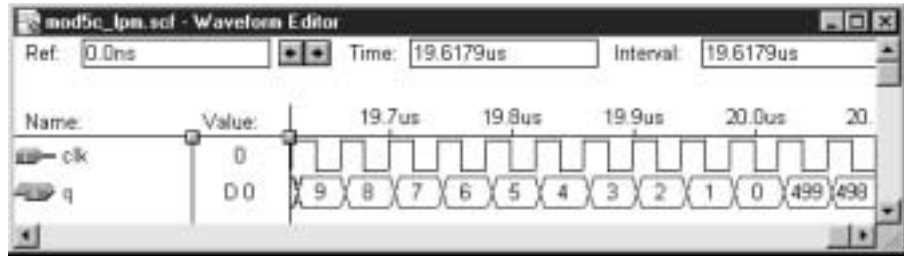 mod5c_lpm.scf - Waveform Editor
Ref: 0.0ns Time: 19.6179us Interval: 19.6179us
Name: Value: 19.7us 19.8us 19.9us 20.0us 20.
clk 0
q D 0 9 8 7 6 5 4 3 2 1 0 499 498